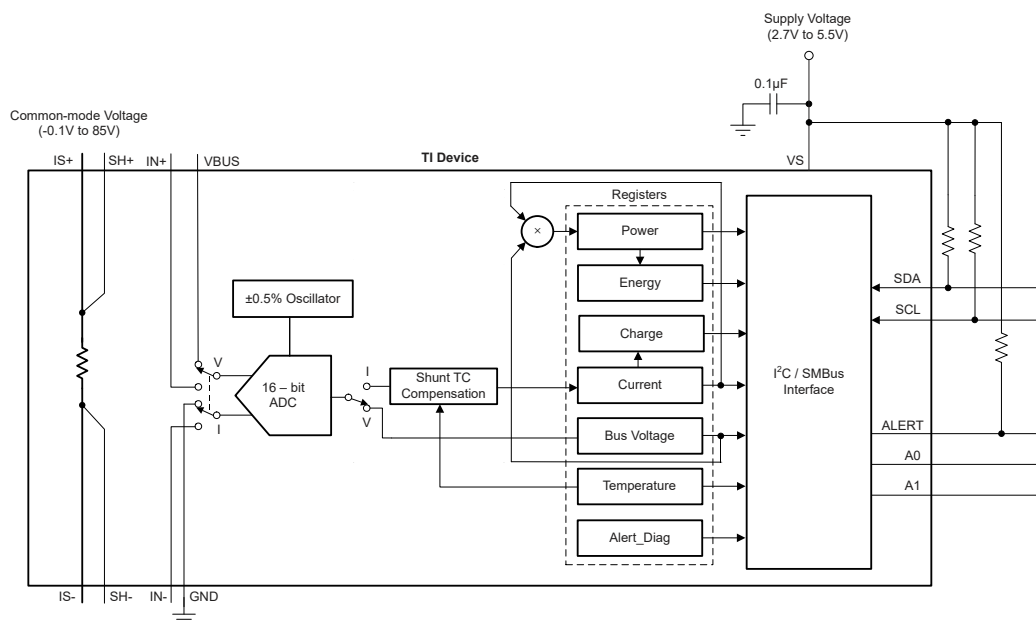 Supply Voltage
(2.7V to 5.5V)
0.1µF
Common-mode Voltage
(-0.1V to 85V)
IS+
SH+
IN+
VBUS
TI Device
VS
Registers
×
Power
Energy
±0.5% Oscillator
Charge
SDA
SCL
V
I
16 – bit
ADC
I
V
Shunt TC
Compensation
Current
I²C / SMBus
Interface
Bus Voltage
ALERT
A0
Temperature
A1
Alert_Diag
IS-
SH-
IN-
GND